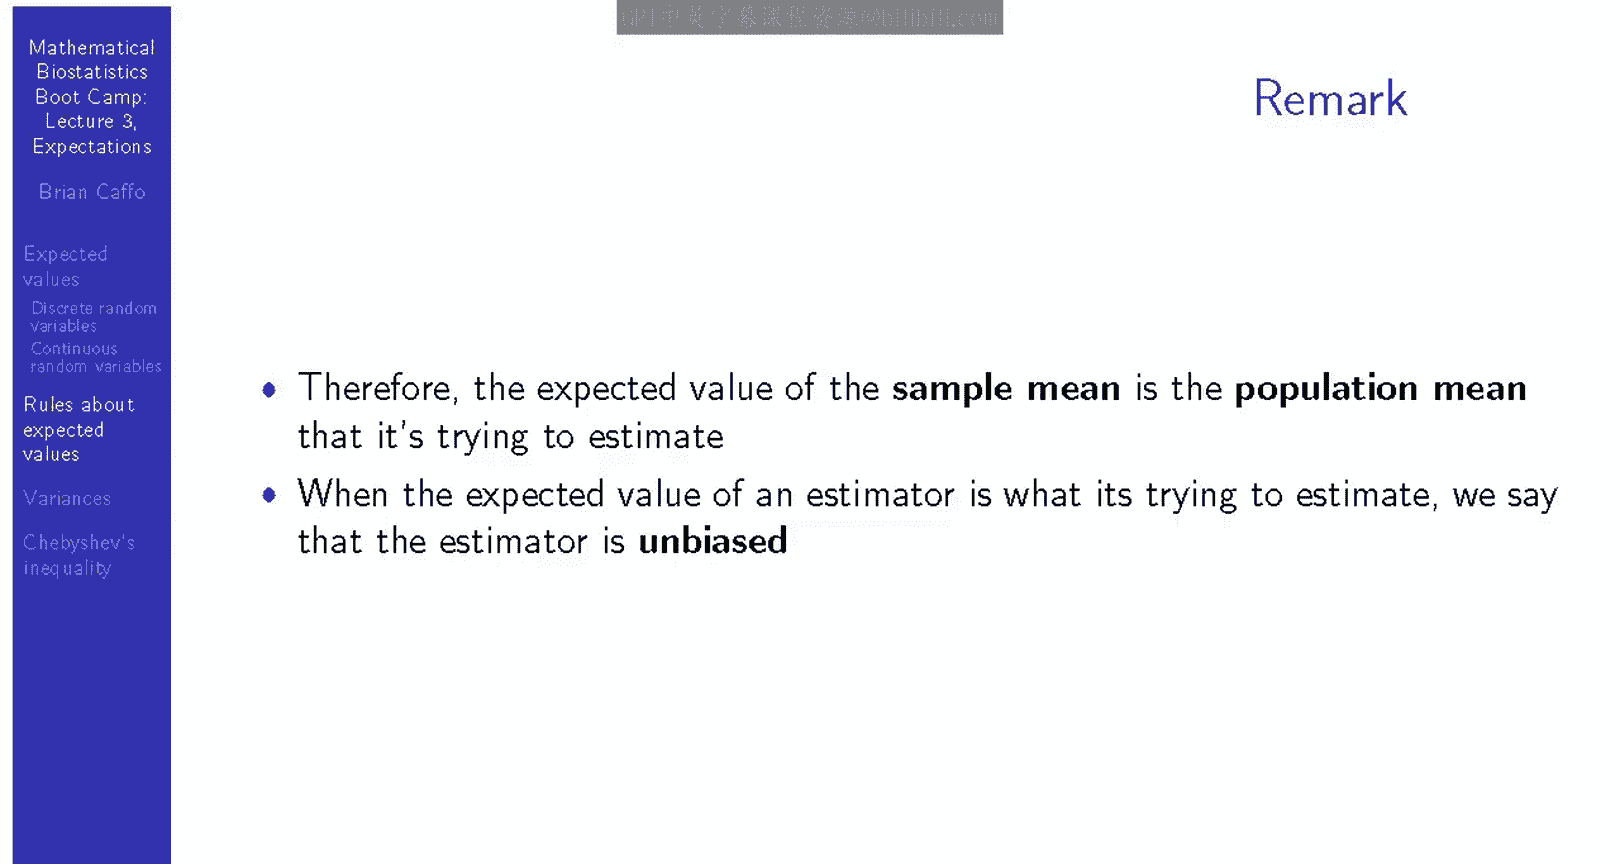 Mathematical
Biostatistics
Boot Camp:
Lecture 3,
Expectations
Brian Caffo
Expected
values
Discrete random
variables
Continuous
random variables
Rules about
expected
values
Variances
Chebyshev's
inequality
Remark
• Therefore, the expected value of the sample mean is the population mean
that it's trying to estimate
• When the expected value of an estimator is what its trying to estimate, we say
that the estimator is unbiased